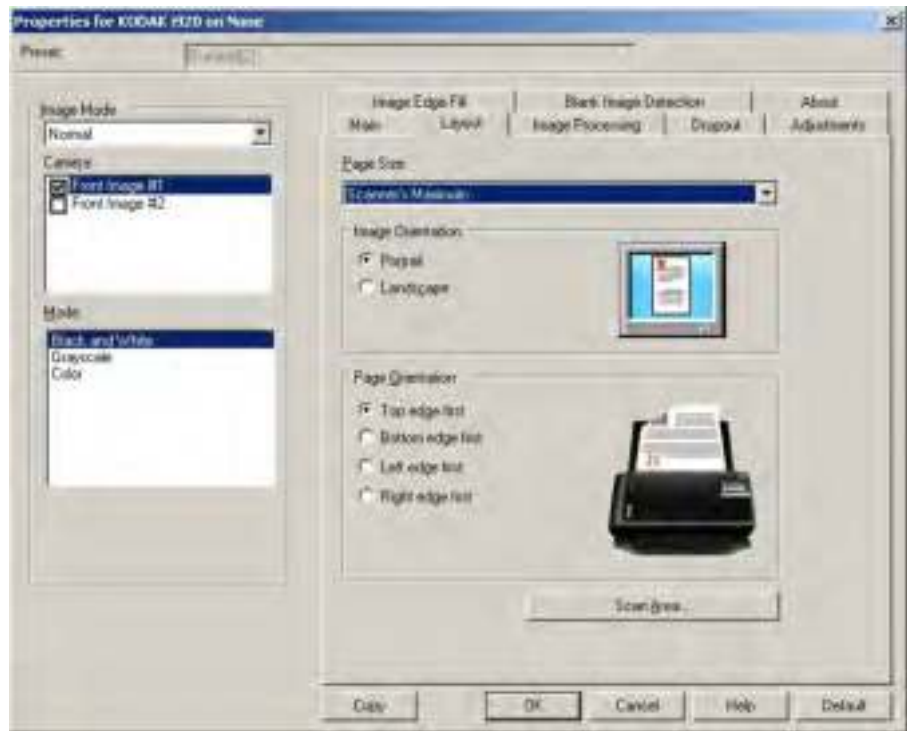 Properties for KODAK i920 on None
Preset:
Image Mode
Normal
Camera
Front Image #1
Front Image #2
Mode
Black and White
Grayscale
Color
Image Edge Fill
Blank Image Detection
About
Main
Layout
Image Processing
Dropout
Adjustments
Page Size
Scanner's Maximum
Image Orientation
Portrait
Landscape
Page Orientation
Top edge first
Bottom edge first
Left edge first
Right edge first
Scan Area...
Copy
OK
Cancel
Help
Default